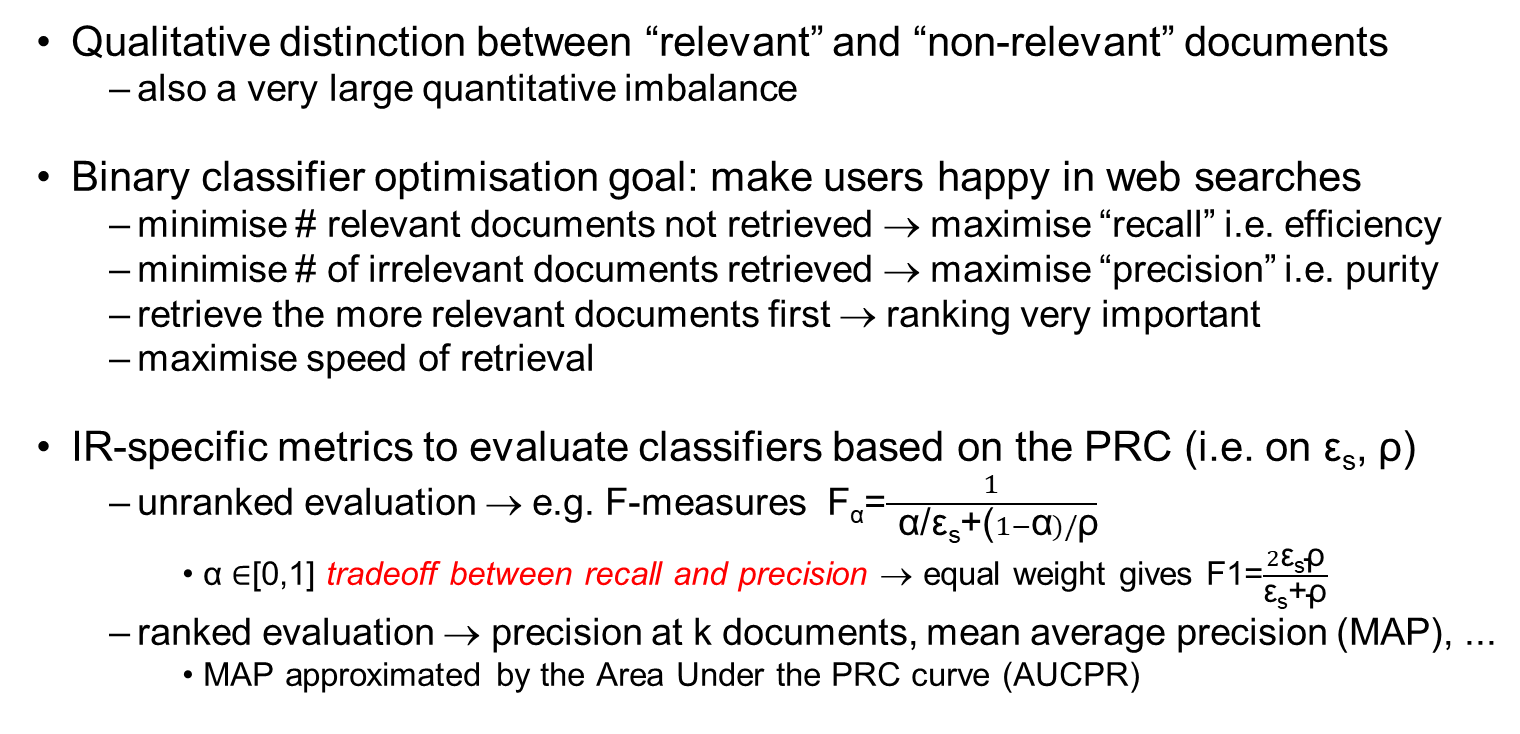 • Qualitative distinction between “relevant” and “non-relevant” documents
– also a very large quantitative imbalance
• Binary classifier optimisation goal: make users happy in web searches
– minimise # relevant documents not retrieved → maximise “recall” i.e. efficiency
– minimise # of irrelevant documents retrieved → maximise “precision” i.e. purity
– retrieve the more relevant documents first → ranking very important
– maximise speed of retrieval
• IR-specific metrics to evaluate classifiers based on the PRC (i.e. on εₛ, ρ)
– unranked evaluation → e.g. F-measures Fα=1/(α/εₛ+(1−α)/ρ)
• α ∈[0,1] tradeoff between recall and precision → equal weight gives F1=2εₛρ/(εₛ+ρ)
– ranked evaluation → precision at k documents, mean average precision (MAP), ...
• MAP approximated by the Area Under the PRC curve (AUCPR)